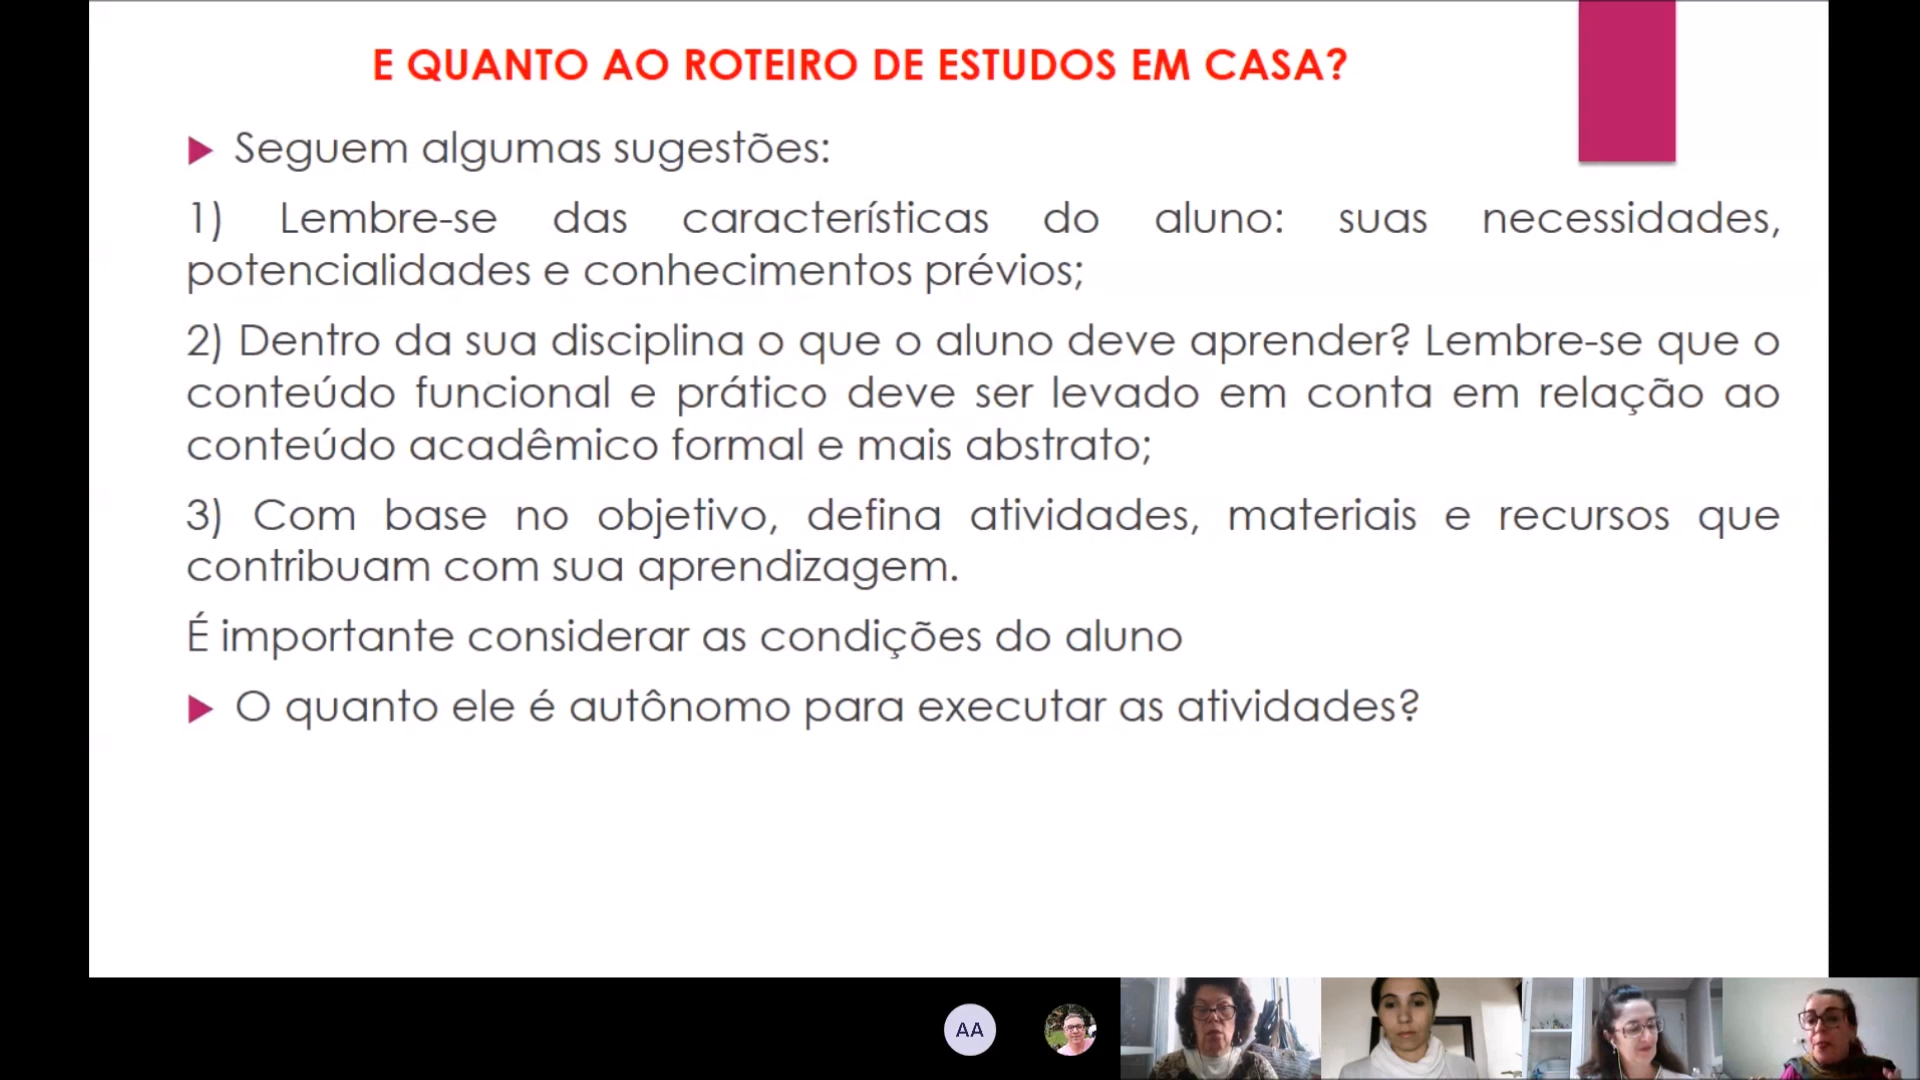 E QUANTO AO ROTEIRO DE ESTUDOS EM CASA?
Seguem algumas sugestões:
1) Lembre-se das características do aluno: suas necessidades,
potencialidades e conhecimentos prévios;
2) Dentro da sua disciplina o que o aluno deve aprender? Lembre-se que o
conteúdo funcional e prático deve ser levado em conta em relação ao
conteúdo acadêmico formal e mais abstrato;
3) Com base no objetivo, defina atividades, materiais e recursos que
contribuam com sua aprendizagem.
É importante considerar as condições do aluno
O quanto ele é autônomo para executar as atividades?
AA